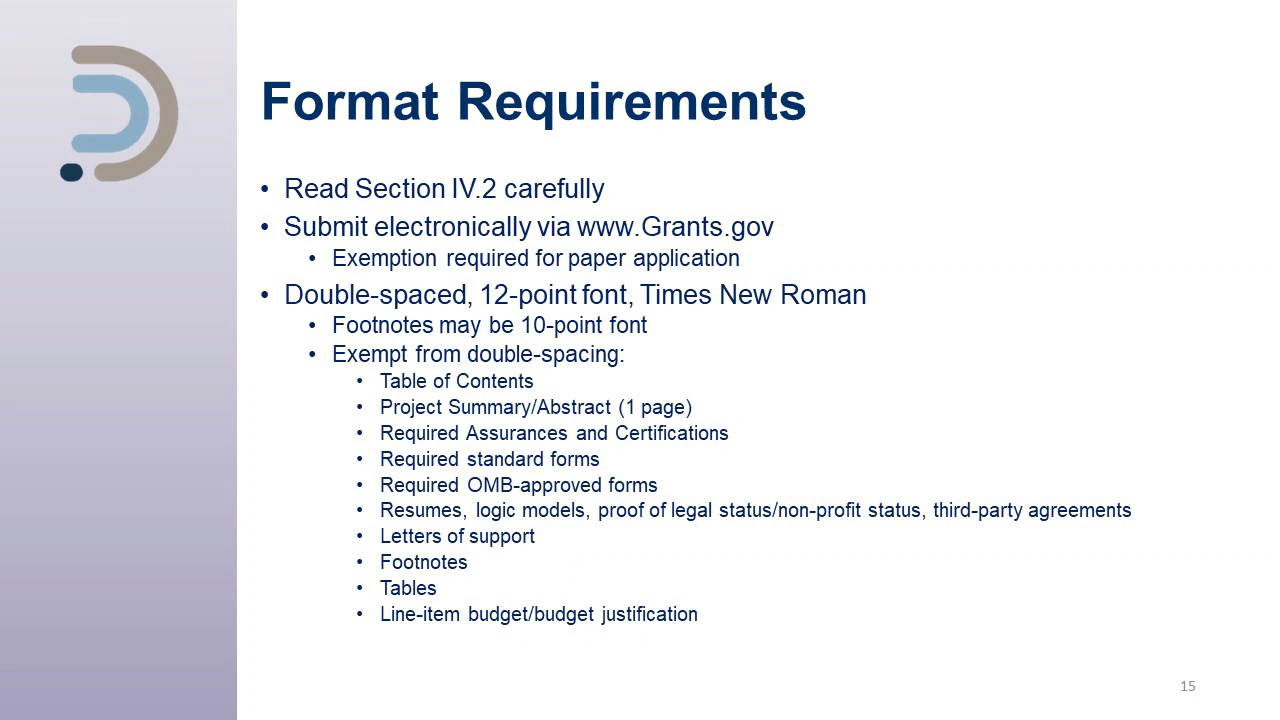 Format Requirements
• Read Section IV.2 carefully
• Submit electronically via www.Grants.gov
• Exemption required for paper application
• Double-spaced, 12-point font, Times New Roman
• Footnotes may be 10-point font
• Exempt from double-spacing:
• Table of Contents
• Project Summary/Abstract (1 page)
• Required Assurances and Certifications
• Required standard forms
• Required OMB-approved forms
• Resumes, logic models, proof of legal status/non-profit status, third-party agreements
• Letters of support
• Footnotes
• Tables
• Line-item budget/budget justification
15